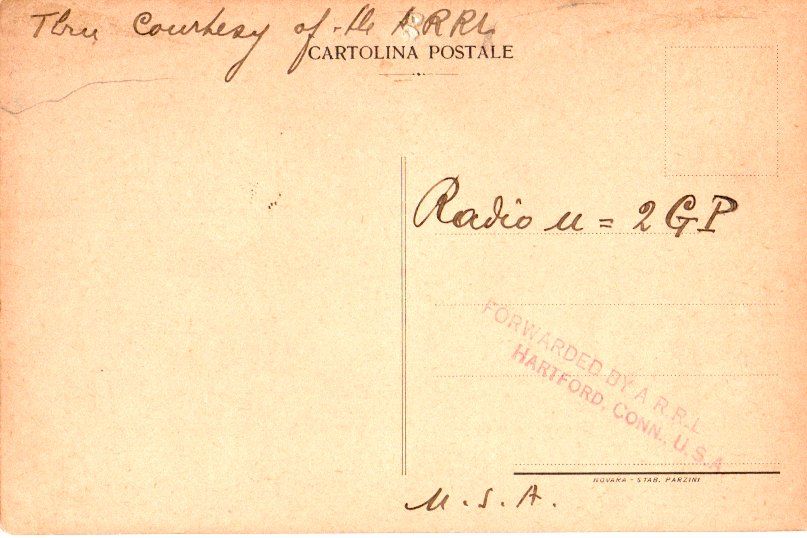 Thru Courtesy of the ARRL
CARTOLINA POSTALE
Radio u = 2GP
FORWARDED BY A.R.R.L.
HARTFORD, CONN., U.S.A.
NOVARA - STAB. PARZINI
U.S.A.